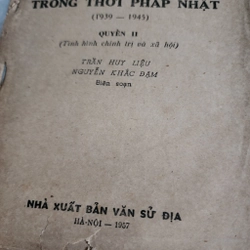 TRONG THỜI PHÁP NHẬT
(1939 — 1945)
QUYỂN II
(Tình hình chính trị và xã hội)
TRẦN HUY LIỆU
NGUYỄN KHẮC ĐẠM
Biên soạn
NHÀ XUẤT BẢN VĂN SỬ ĐỊA
HÀ-NỘI — 1957